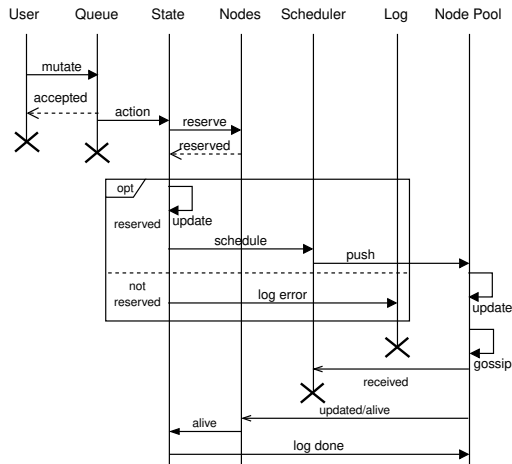 User Queue State Nodes Scheduler Log Node Pool
mutate
accepted
action
reserve
reserved
opt
reserved
update
schedule
push
not
reserved
log error
update
gossip
received
updated/alive
alive
log done